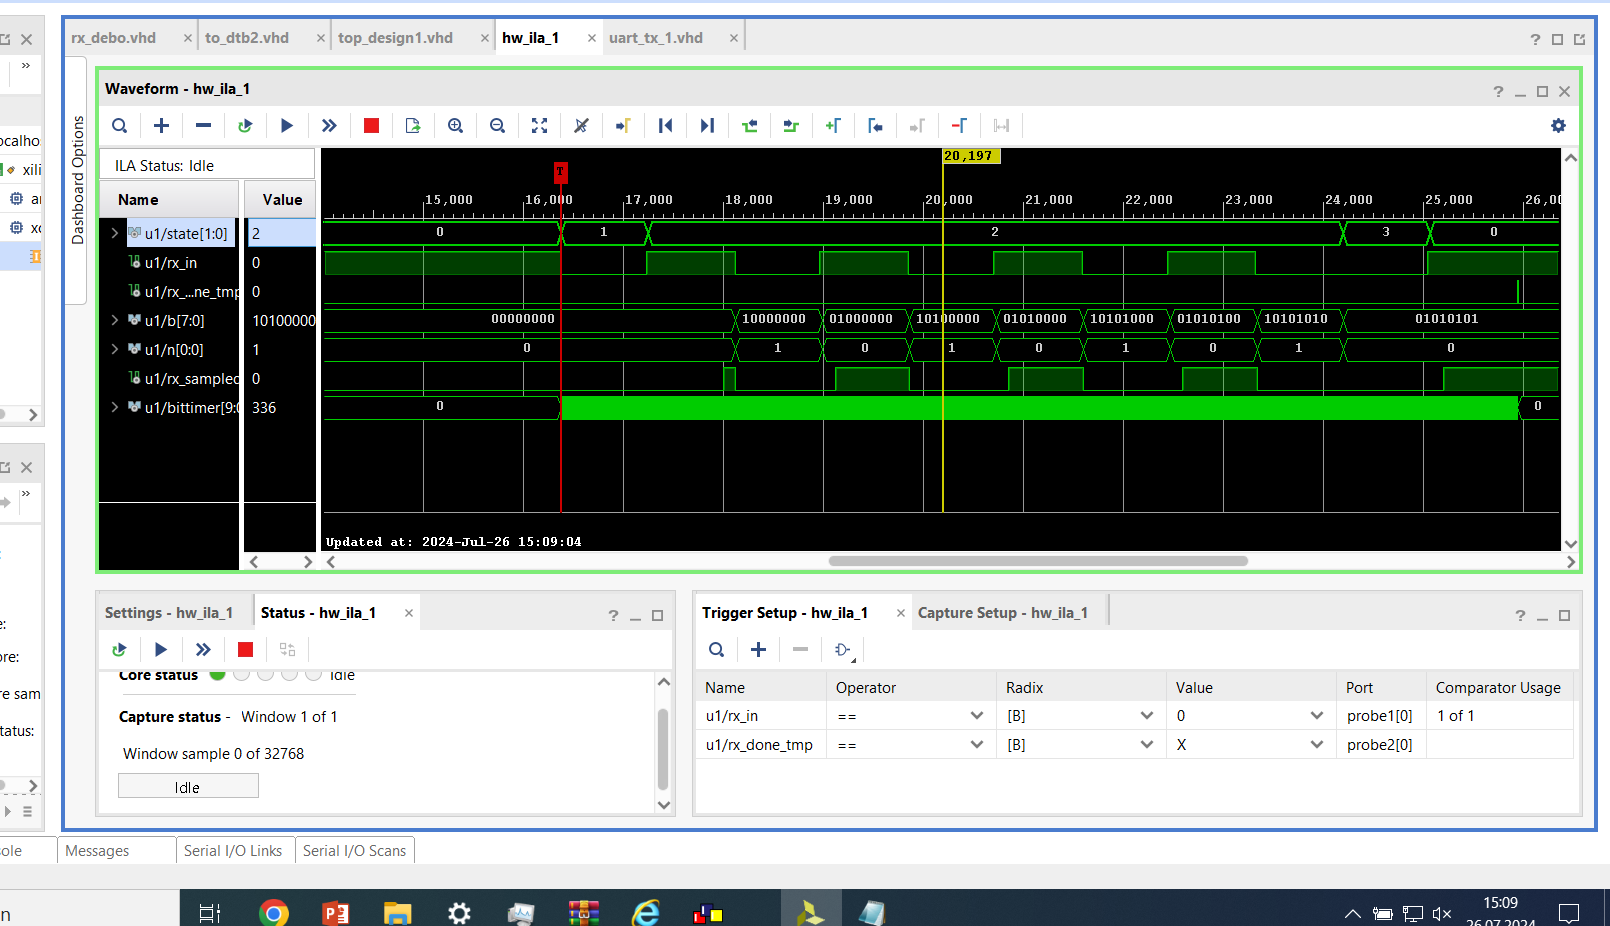 rx_debo.vhd
to_dtb2.vhd
top_design1.vhd
hw_ila_1
uart_tx_1.vhd
Dashboard Options
Waveform - hw_ila_1
ILA Status: Idle
20,197
T
15,000 16,000 17,000 18,000 19,000 20,000 21,000 22,000 23,000 24,000 25,000 26,0
Name Value
u1/state[1:0] 2 0 1 2 3 0
u1/rx_in 0
u1/rx_...ne_tmp 0
u1/b[7:0] 10100000 00000000 10000000 01000000 10100000 01010000 10101000 01010100 10101010 01010101
u1/n[0:0] 1 0 1 0 1 0 1 0 1 0
u1/rx_sampled 0
u1/bittimer[9:0 336 0 0
Updated at: 2024-Jul-26 15:09:04
ocalho
xili
ar
xc
e:
ore:
e sam
tatus:
Settings - hw_ila_1
Status - hw_ila_1
Core status Idle
Capture status - Window 1 of 1
Window sample 0 of 32768
Idle
Trigger Setup - hw_ila_1
Capture Setup - hw_ila_1
Name Operator Radix Value Port Comparator Usage
u1/rx_in == [B] 0 probe1[0] 1 of 1
u1/rx_done_tmp == [B] X probe2[0]
ole
Messages
Serial I/O Links
Serial I/O Scans
n
15:09
26.07.2024